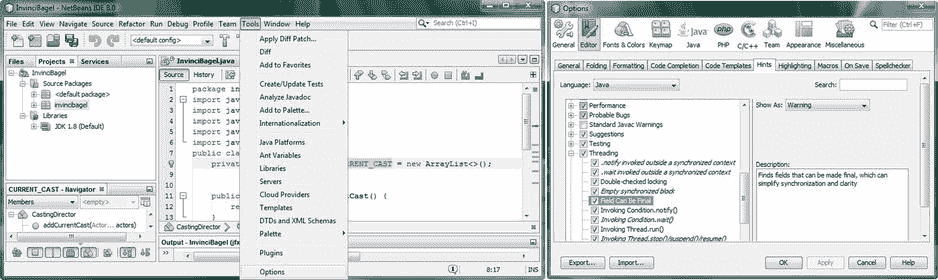 InvinciBagel - NetBeans IDE 8.0
File Edit View Navigate Source Refactor Run Debug Profile Team Tools Window Help
Search (Ctrl+I)
<default config>
Files Projects Services
InvinciBagel
Source Packages
<default package>
invincibagel
Libraries
JDK 1.8 (Default)
CURRENT_CAST - Navigator
Members
<empty>
CastingDirector
addCurrentCast(Actor... actors)
InvinciBagel.java
Source History
1 package in
2 import jav
3 import jav
4 import jav
5 import jav
6 import jav
7 public cla
private
CURRENT_CAST = new ArrayList<>();
9
10
11 public
Cast() {
12 re
13 }
CastingDirector
Output - InvinciBagel (jfx
8:17 INS
Apply Diff Patch...
Diff
Add to Favorites
Create/Update Tests
Analyze Javadoc
Add to Palette...
Internationalization
Java Platforms
Ant Variables
Libraries
Servers
Cloud Providers
Templates
DTDs and XML Schemas
Palette
Plugins
Options
Options
General Editor Fonts & Colors Keymap Java PHP C/C++ Team Appearance Miscellaneous
Filter (Ctrl+F)
General Folding Formatting Code Completion Code Templates Hints Highlighting Macros On Save Spellchecker
Language: Java
Search:
Performance
Probable Bugs
Standard Javac Warnings
Suggestions
Testing
Threading
.notify invoked outside a synchronized context
.wait invoked outside a synchronized context
Double-checked locking
Empty synchronized block
Field Can Be Final
Invoking Condition.notify()
Invoking Condition.wait()
Invoking Thread.run()
Invoking Thread.stop()/suspend()/resume()
Show As: Warning
Description:
Finds fields that can be made final, which can
simplify synchronization and clarity
Export... Import... OK Apply Cancel Help